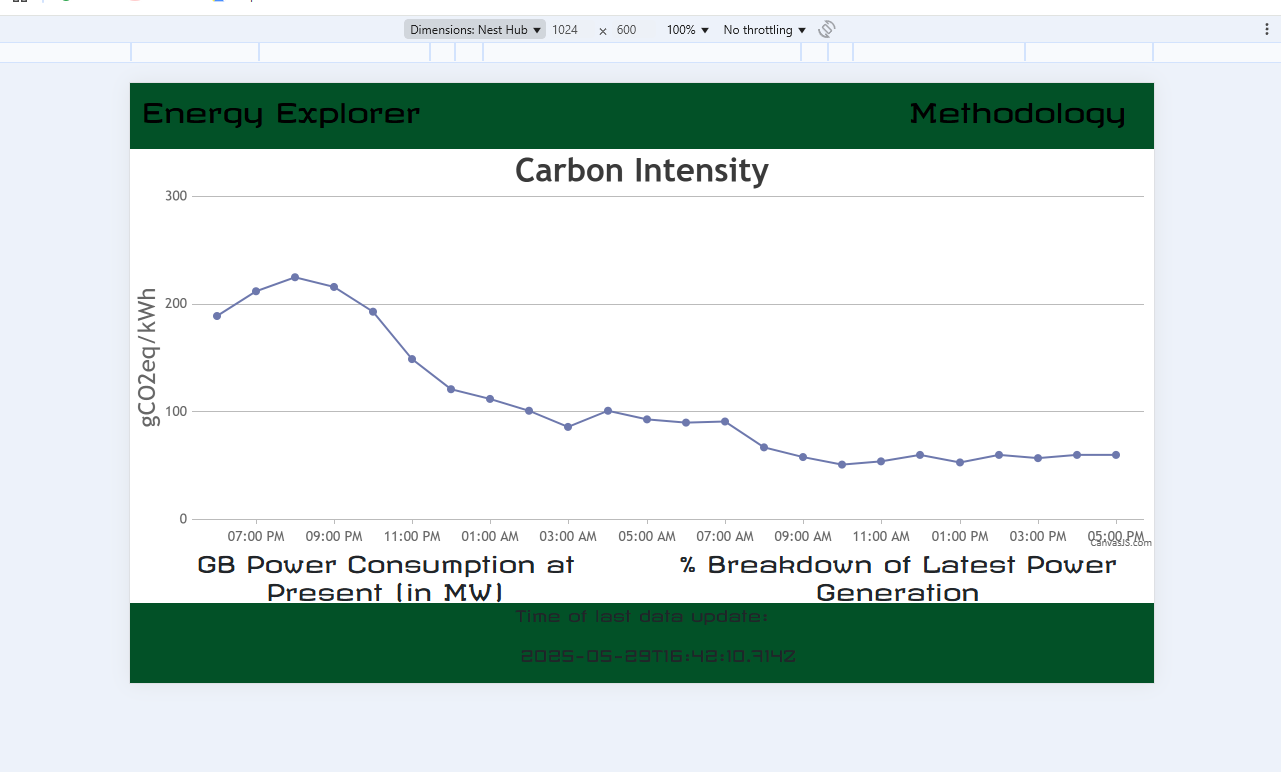 Dimensions: Nest Hub ▼ 1024 × 600 100% ▼ No throttling ▼
Energy Explorer Methodology
Carbon Intensity
300
200
100
0
gCO2eq/kWh
07:00 PM 09:00 PM 11:00 PM 01:00 AM 03:00 AM 05:00 AM 07:00 AM 09:00 AM 11:00 AM 01:00 PM 03:00 PM 05:00 PM
CanvasJS.com
GB Power Consumption at
Present (in MW)
% Breakdown of Latest Power
Generation
Time of last data update:
2025-05-29T16:42:10.714Z